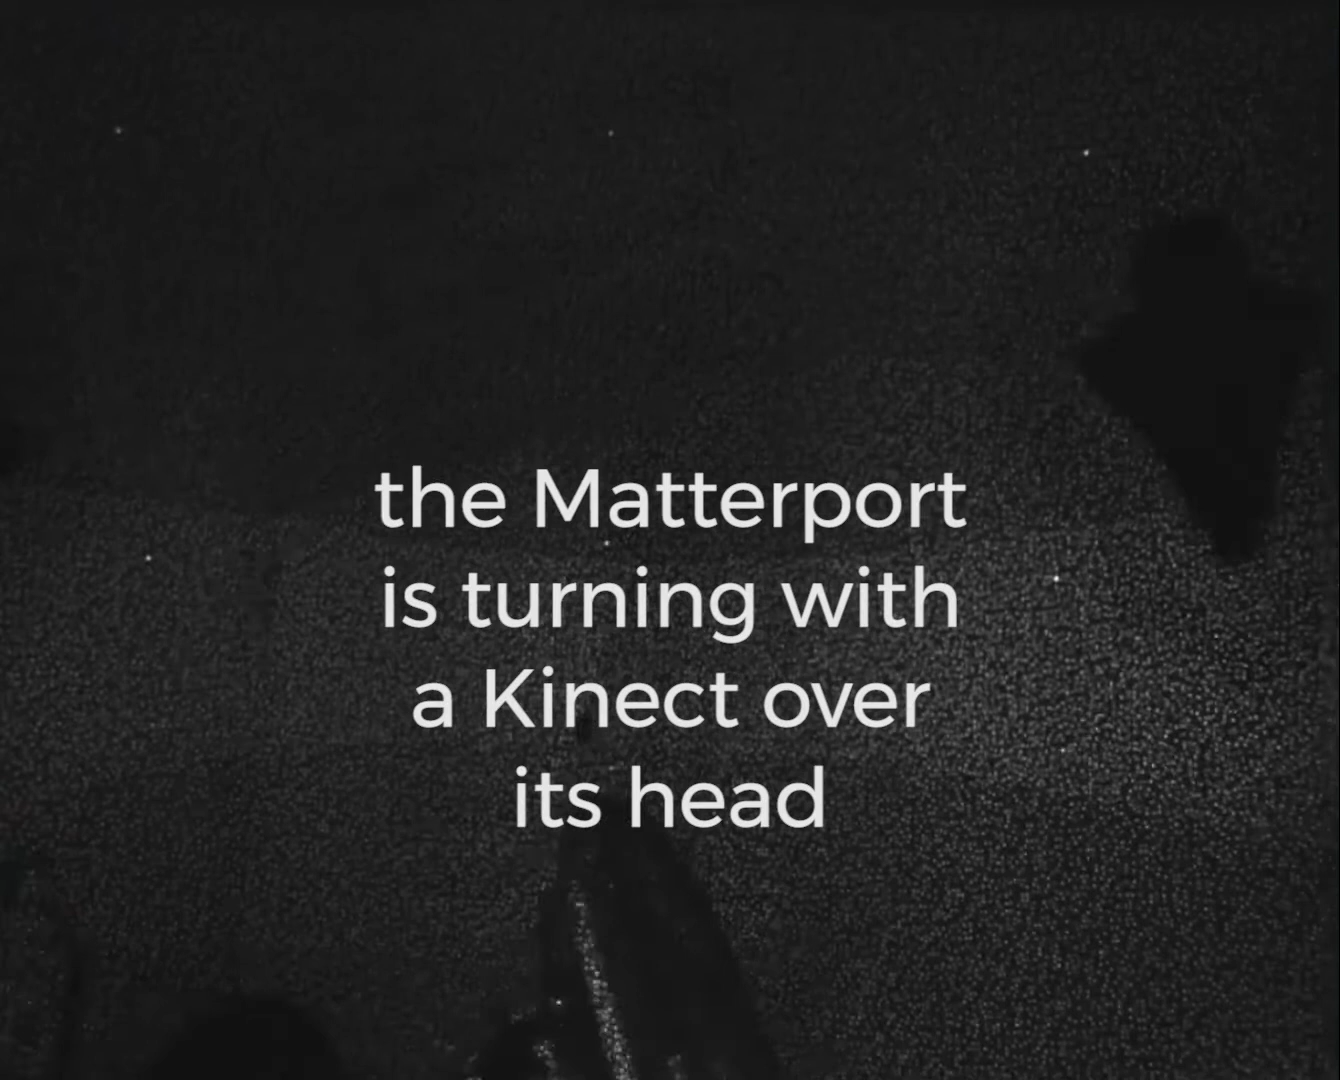 the Matterport
is turning with
a Kinect over
its head